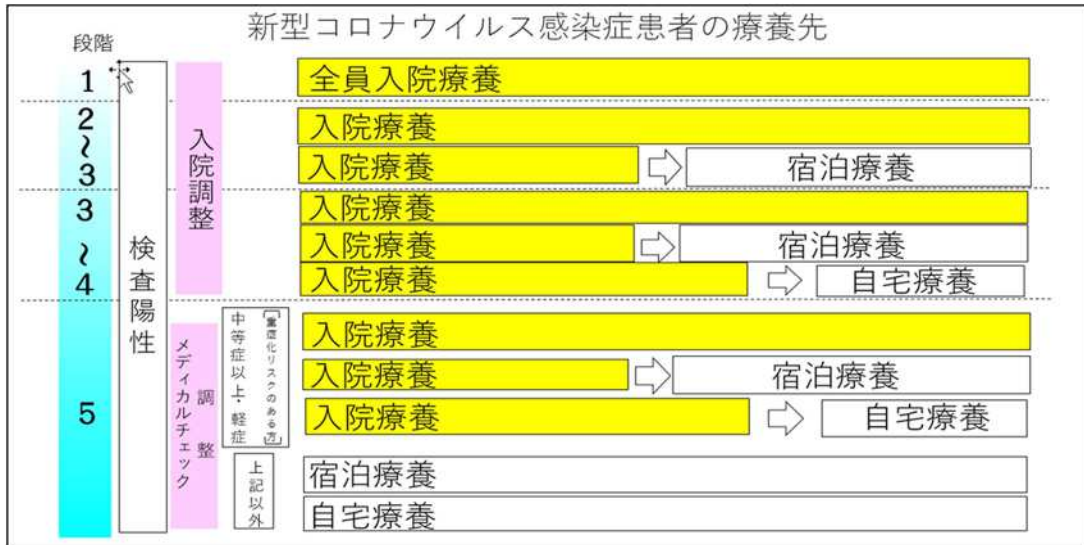 新型コロナウイルス感染症患者の療養先
段階
1
全員入院療養
2
〜
3
入院療養
入院療養
宿泊療養
3
〜
4
入院療養
入院療養
宿泊療養
入院療養
自宅療養
入院調整
検査陽性
5
メディカルチェック
調整
中等症以上・軽症
[重症化リスクのある方]
入院療養
入院療養
宿泊療養
入院療養
自宅療養
上記以外
宿泊療養
自宅療養